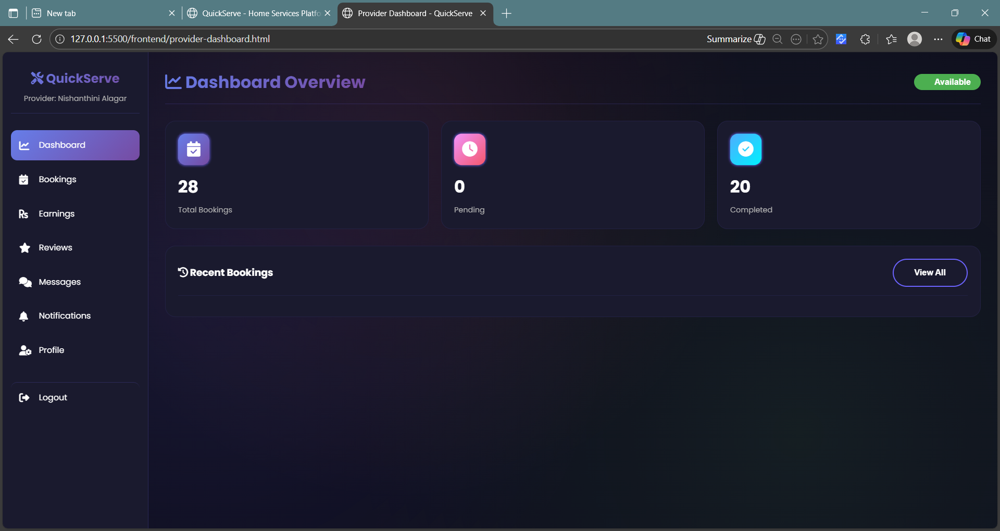 New tab
QuickServe - Home Services Platfo
Provider Dashboard - QuickServe
127.0.0.1:5500/frontend/provider-dashboard.html
Summarize
Chat
QuickServe
Provider: Nishanthini Alagar
Dashboard
Bookings
Rs Earnings
Reviews
Messages
Notifications
Profile
Logout
Dashboard Overview
Available
28
Total Bookings
0
Pending
20
Completed
Recent Bookings
View All